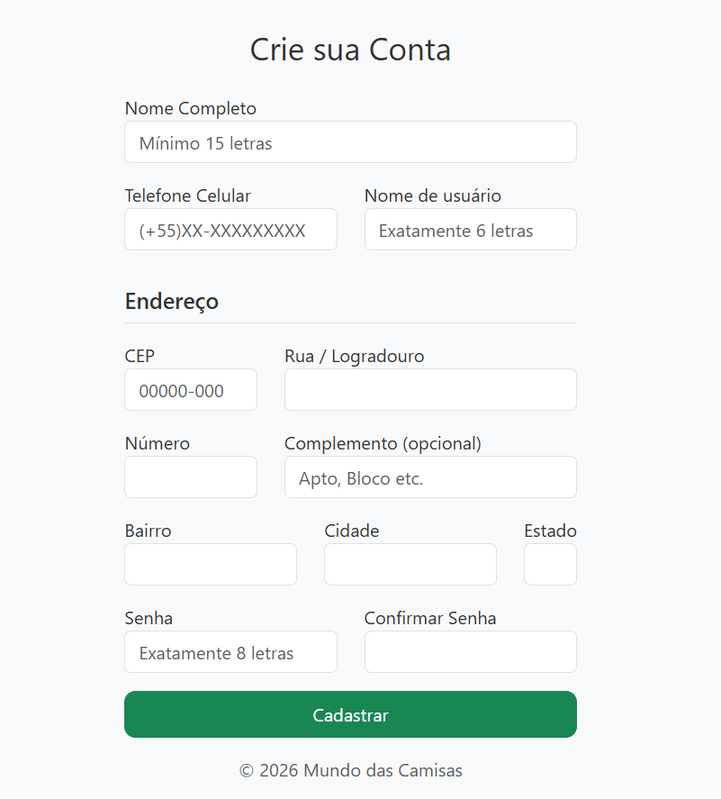 Crie sua Conta
Nome Completo
Mínimo 15 letras
Telefone Celular Nome de usuário
(+55)XX-XXXXXXXXX Exatamente 6 letras
Endereço
CEP Rua / Logradouro
00000-000
Número Complemento (opcional)
Apto, Bloco etc.
Bairro Cidade Estado
Senha Confirmar Senha
Exatamente 8 letras
Cadastrar
© 2026 Mundo das Camisas